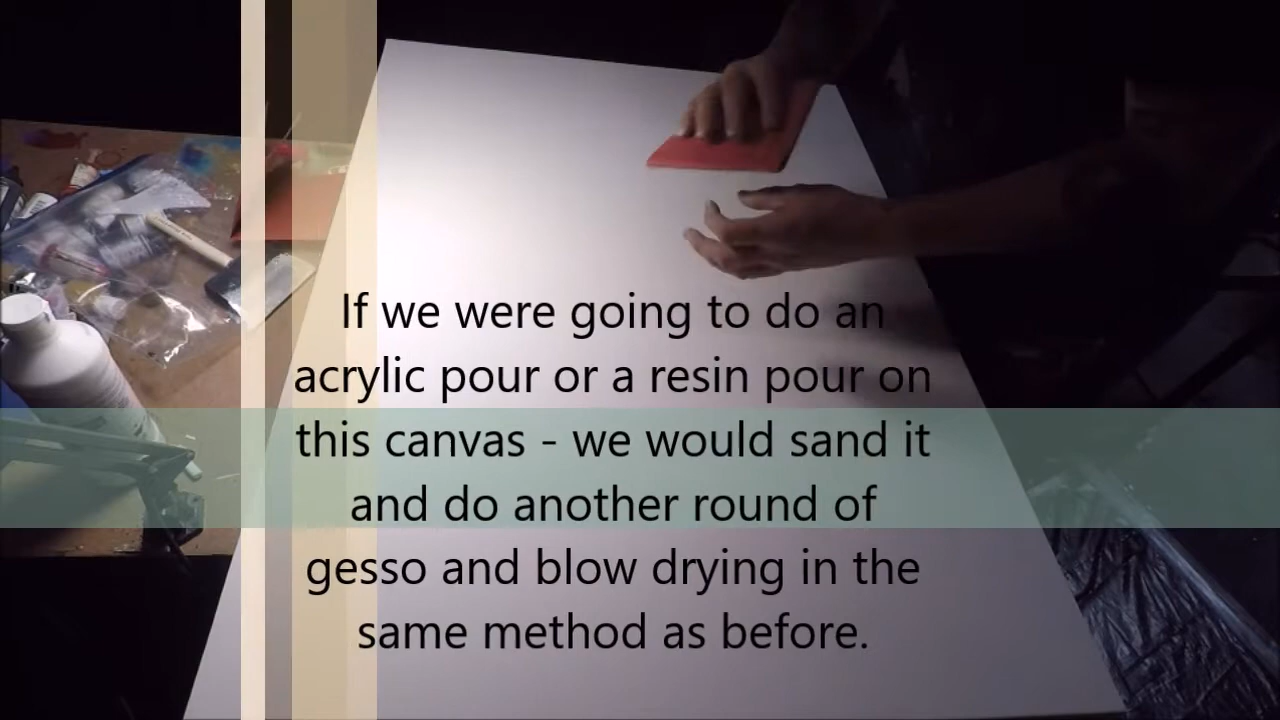 If we were going to do an
acrylic pour or a resin pour on
this canvas - we would sand it
and do another round of
gesso and blow drying in the
same method as before.